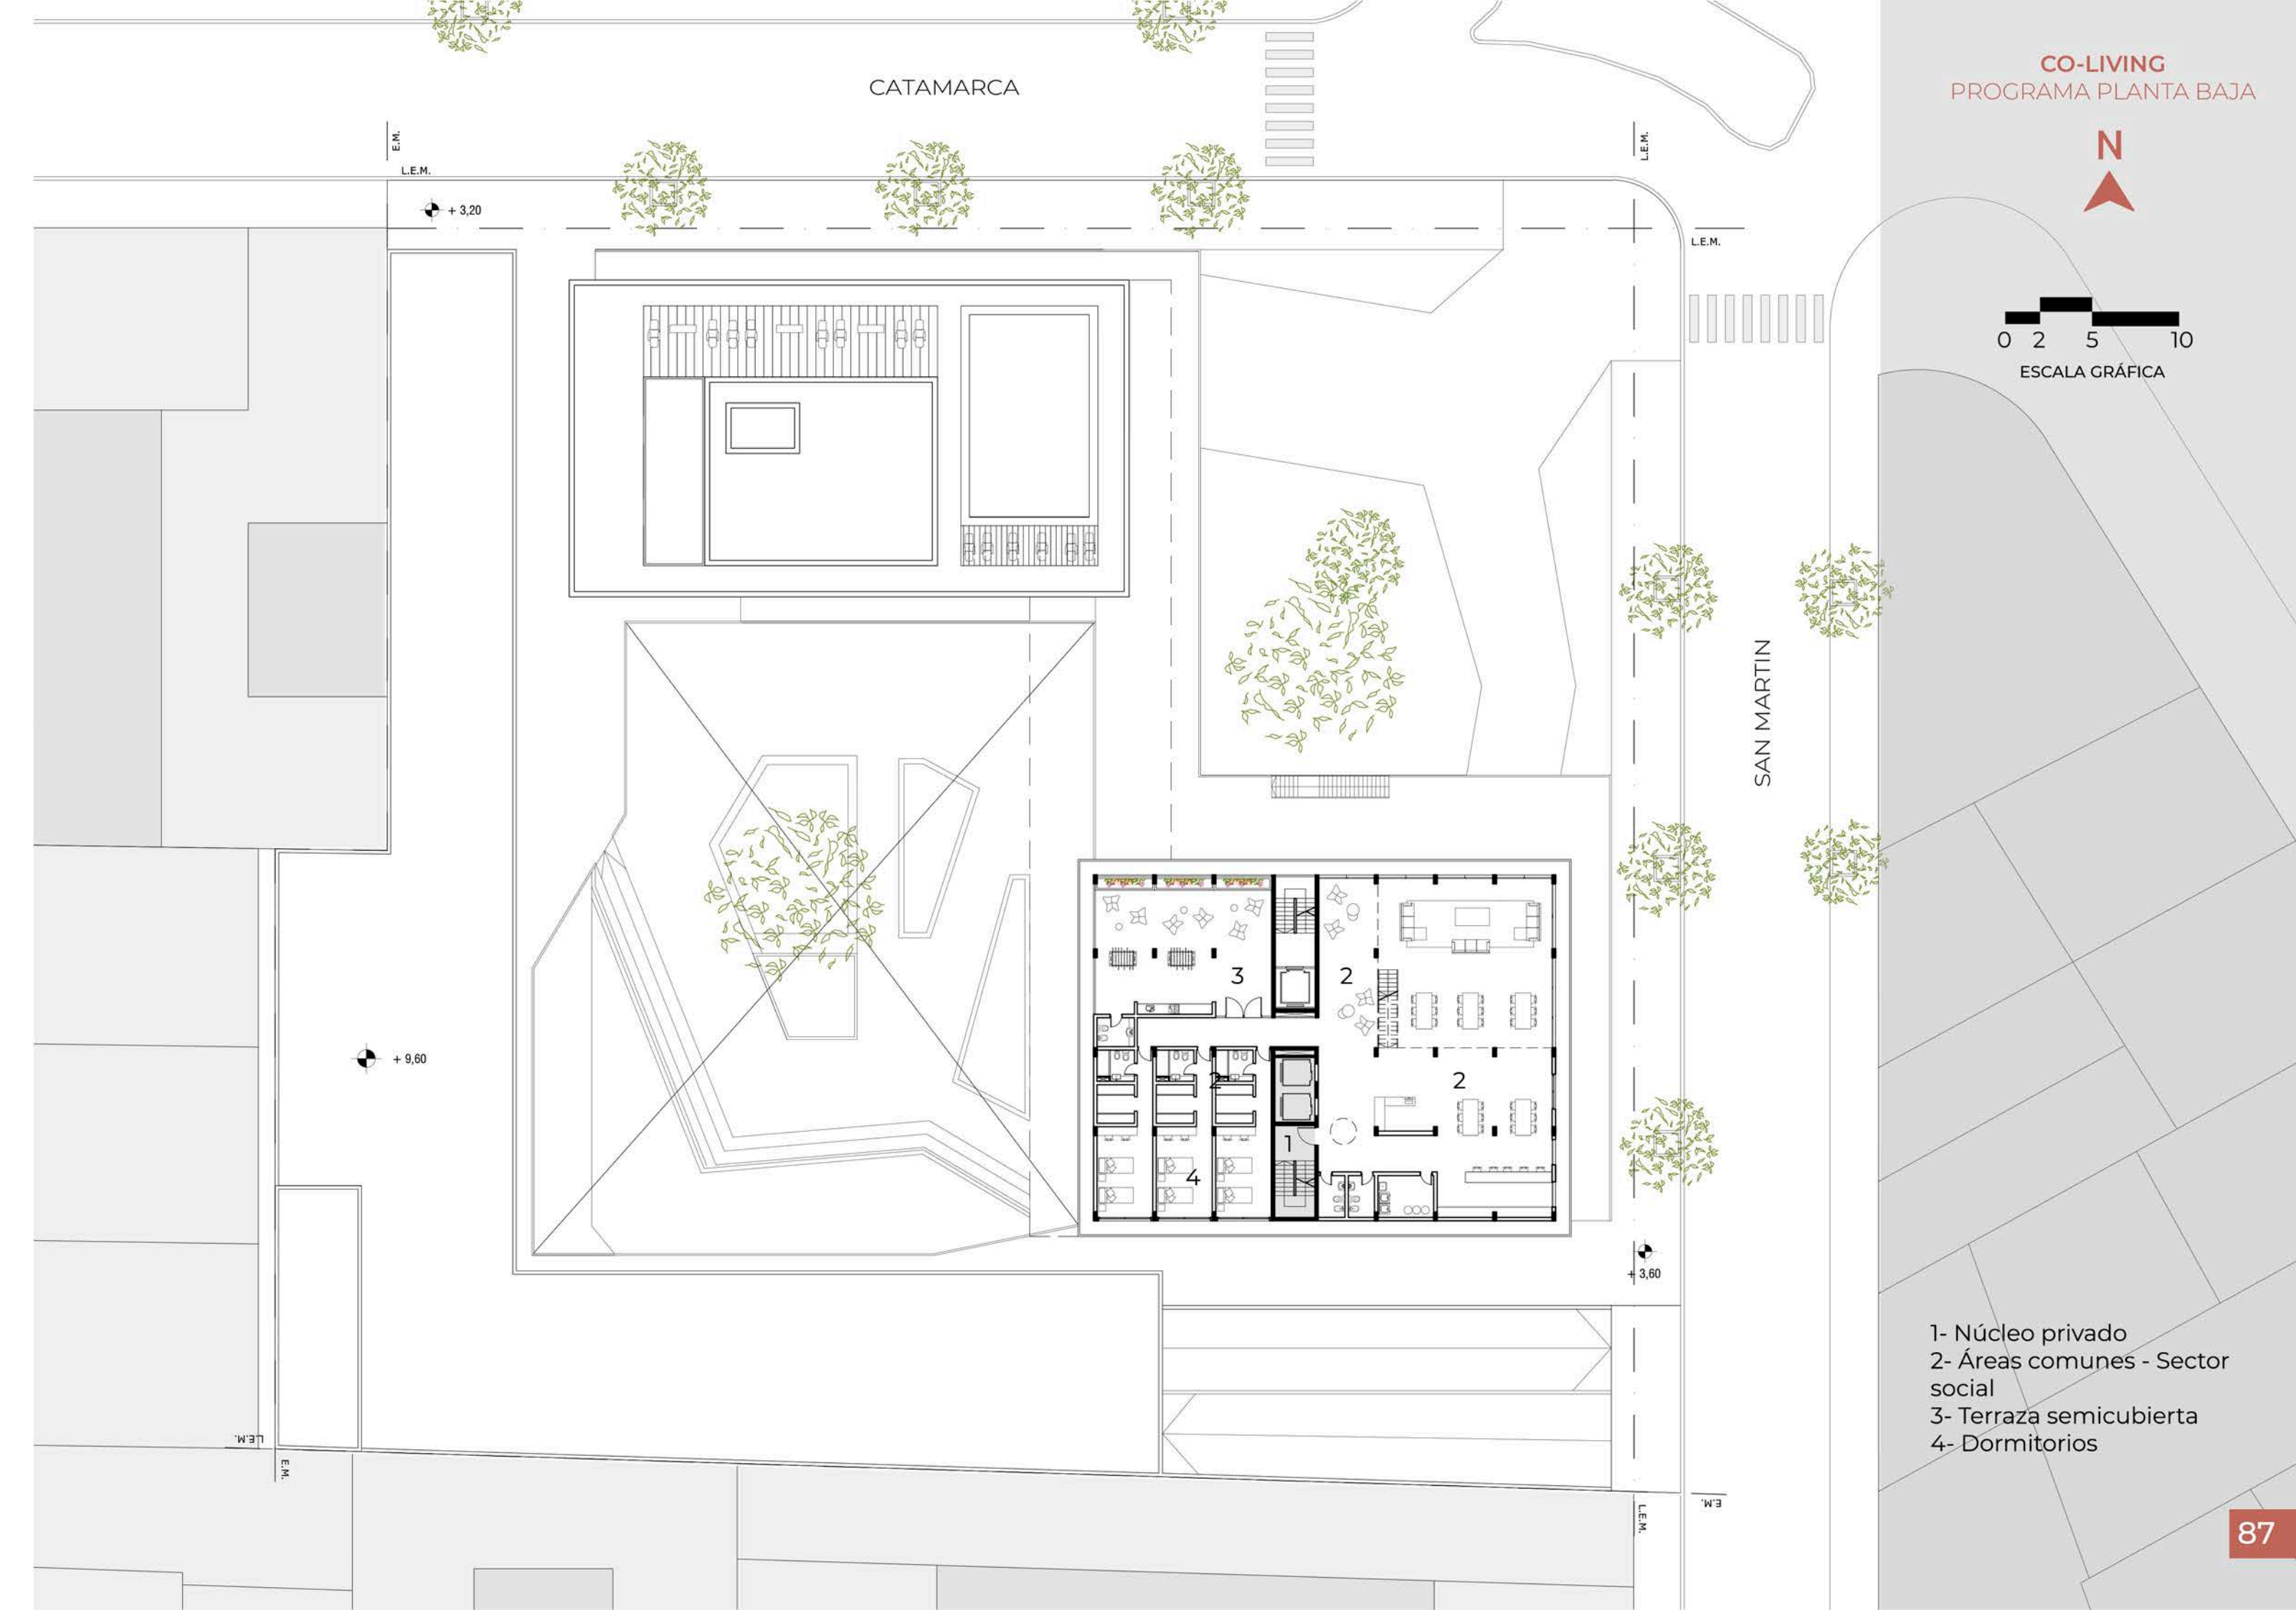 CATAMARCA
E.M.
L.E.M.
+ 3,20
L.E.M.
L.E.M.
CO-LIVING
PROGRAMA PLANTA BAJA
N
0 2 5 10
ESCALA GRÁFICA
SAN MARTIN
3
2
2
2
1
4
+ 9,60
+ 3,60
L.E.M.
E.M.
E.M.
L.E.M.
1- Núcleo privado
2- Áreas comunes - Sector
social
3- Terraza semicubierta
4- Dormitorios
87